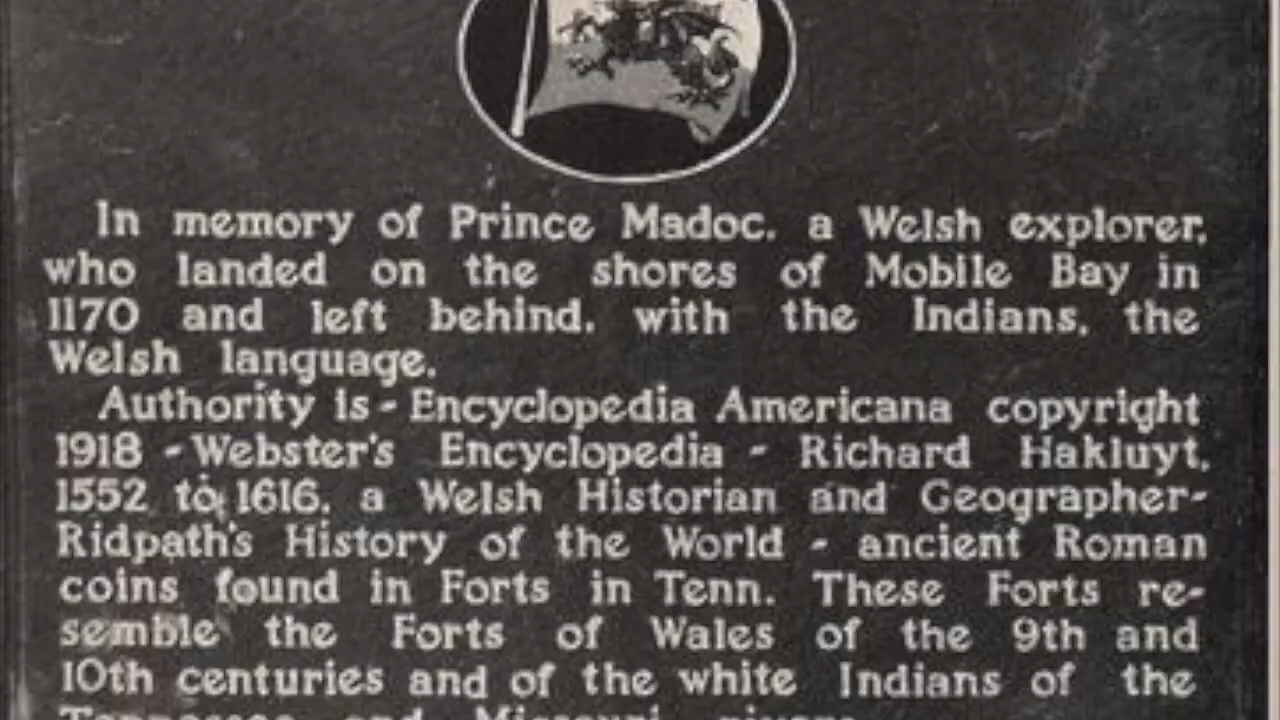 In memory of Prince Madoc, a Welsh explorer,
who landed on the shores of Mobile Bay in
1170 and left behind, with the Indians, the
Welsh language.
Authority is - Encyclopedia Americana copyright
1918 - Webster's Encyclopedia - Richard Hakluyt,
1552 to 1616, a Welsh Historian and Geographer-
Ridpath's History of the World - ancient Roman
coins found in Forts in Tenn. These Forts re-
semble the Forts of Wales of the 9th and
10th centuries and of the white Indians of the
Tennessee and Missouri rivers.